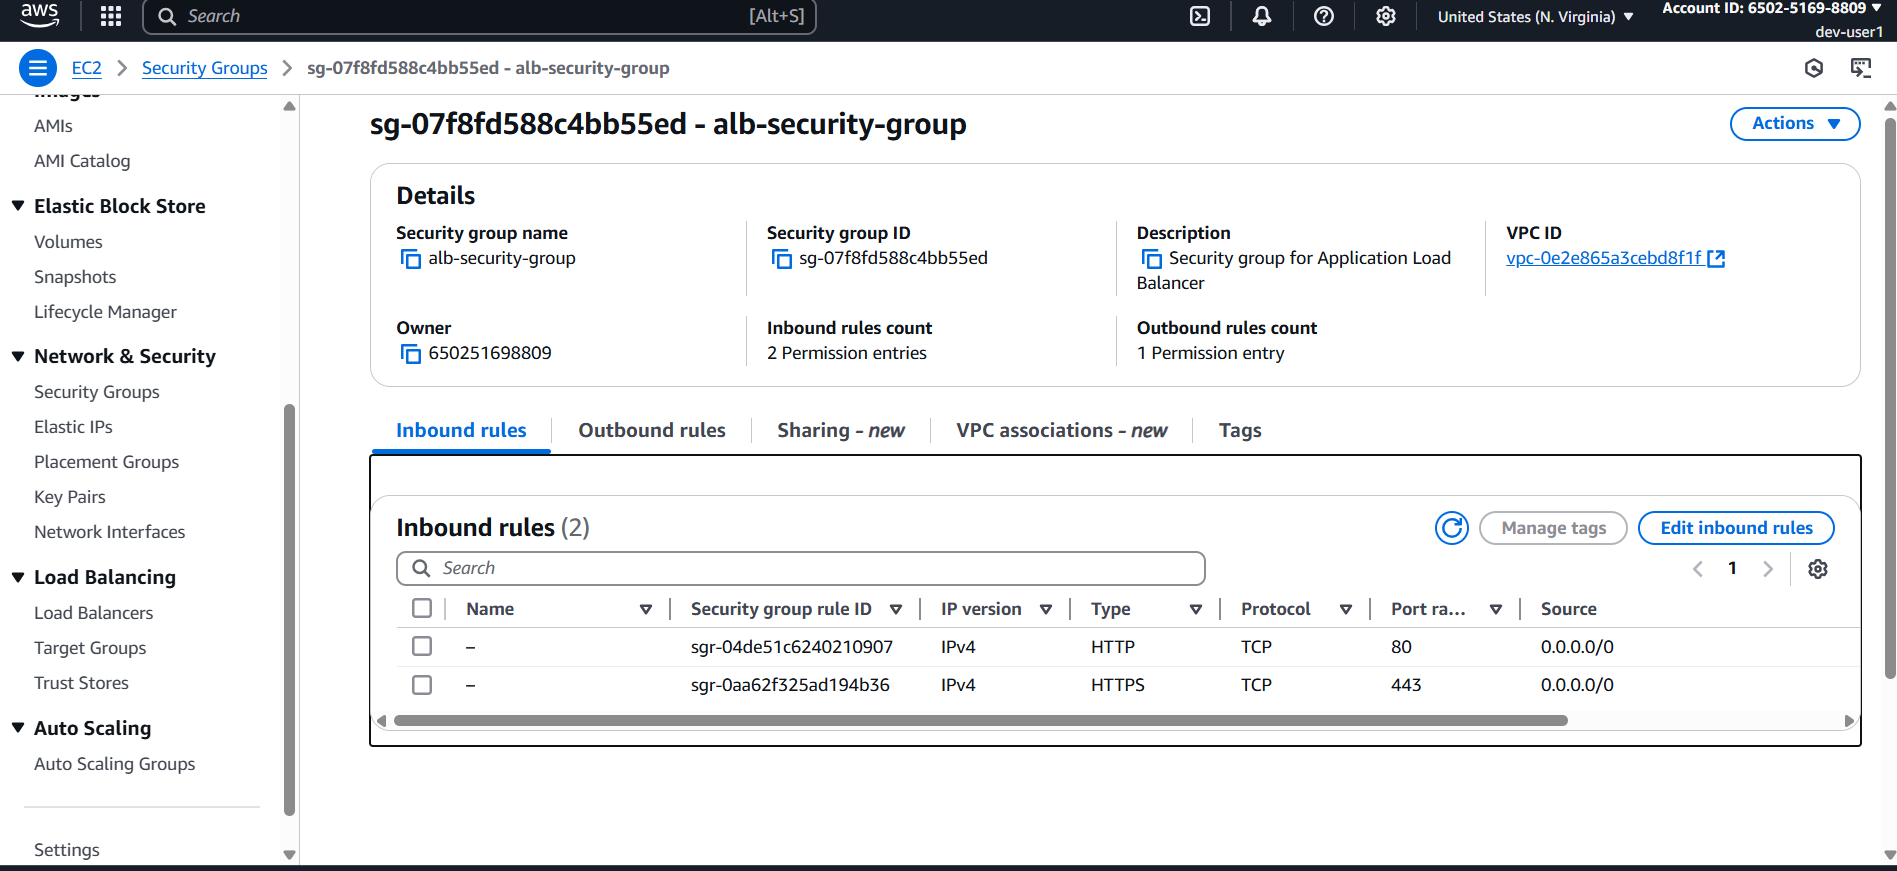 aws
Search
[Alt+S]
United States (N. Virginia)
Account ID: 6502-5169-8809
dev-user1
EC2
Security Groups
sg-07f8fd588c4bb55ed - alb-security-group
Images
AMIs
AMI Catalog
Elastic Block Store
Volumes
Snapshots
Lifecycle Manager
Network & Security
Security Groups
Elastic IPs
Placement Groups
Key Pairs
Network Interfaces
Load Balancing
Load Balancers
Target Groups
Trust Stores
Auto Scaling
Auto Scaling Groups
Settings
sg-07f8fd588c4bb55ed - alb-security-group
Actions
Details
Security group name
alb-security-group
Security group ID
sg-07f8fd588c4bb55ed
Description
Security group for Application Load
Balancer
VPC ID
vpc-0e2e865a3cebd8f1f
Owner
650251698809
Inbound rules count
2 Permission entries
Outbound rules count
1 Permission entry
Inbound rules
Outbound rules
Sharing - new
VPC associations - new
Tags
Inbound rules (2)
Manage tags
Edit inbound rules
Search
1
Name Security group rule ID IP version Type Protocol Port ra... Source
– sgr-04de51c6240210907 IPv4 HTTP TCP 80 0.0.0.0/0
– sgr-0aa62f325ad194b36 IPv4 HTTPS TCP 443 0.0.0.0/0